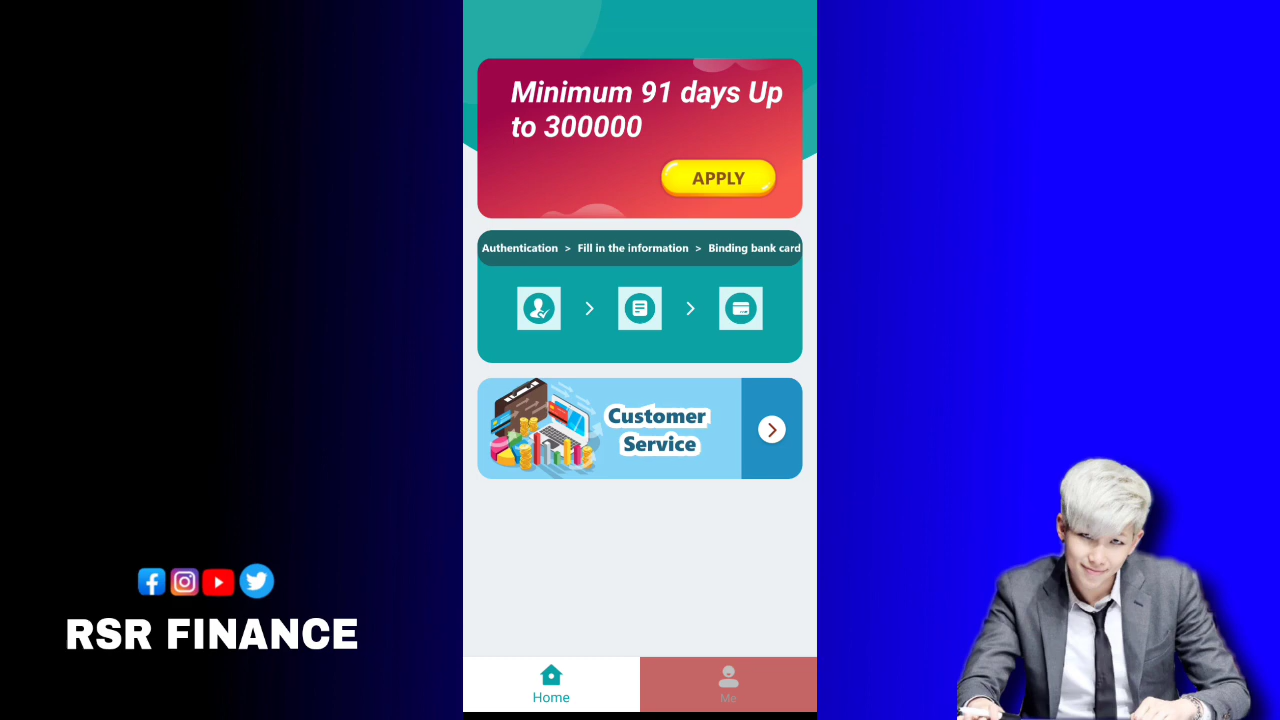 Minimum 91 days Up
to 300000
APPLY
Authentication > Fill in the information > Binding bank card
Customer
Service
RSR FINANCE
Home
Me